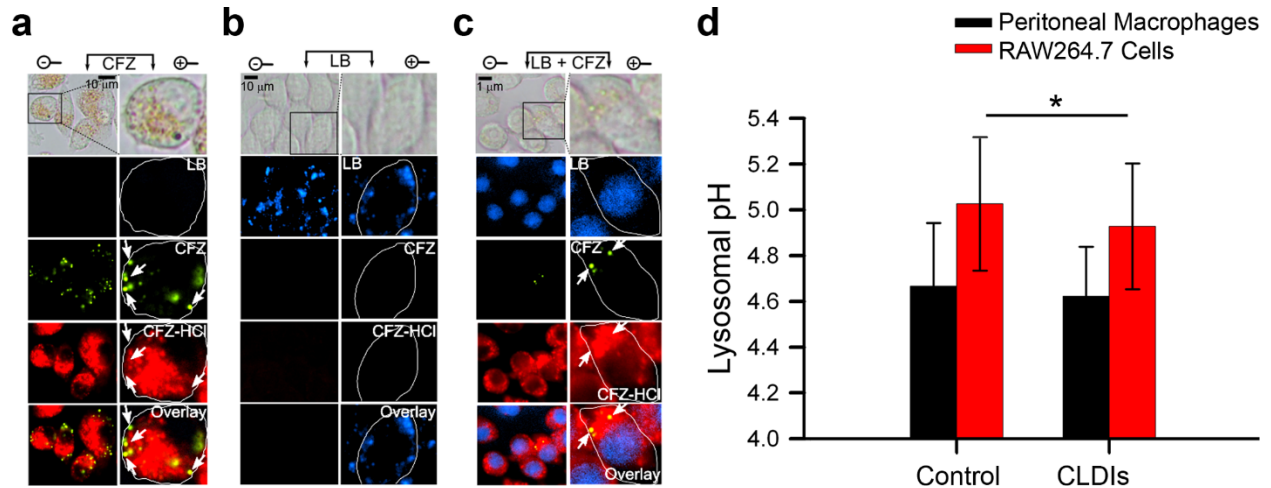 a
CFZ
10 µm
LB
CFZ
CFZ-HCl
Overlay
b
LB
10 µm
LB
CFZ
CFZ-HCl
Overlay
c
LB + CFZ
1 µm
LB
CFZ
CFZ-HCl
Overlay
d
Peritoneal Macrophages
RAW264.7 Cells
*
Lysosomal pH
5.4
5.2
5.0
4.8
4.6
4.4
4.2
4.0
Control
CLDIs